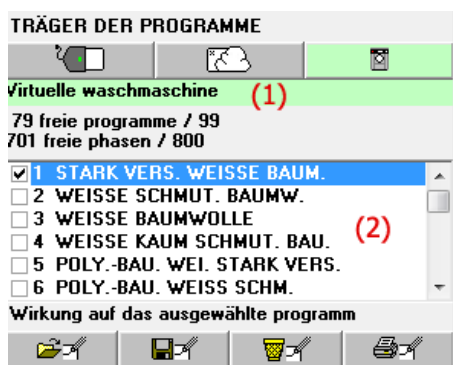 TRÄGER DER PROGRAMME
Virtuelle waschmaschine (1)
79 freie programme / 99
701 freie phasen / 800
1 STARK VERS. WEISSE BAUM.
2 WEISSE SCHMUT. BAUMW.
3 WEISSE BAUMWOLLE
4 WEISSE KAUM SCHMUT. BAU. (2)
5 POLY.-BAU. WEI. STARK VERS.
6 POLY.-BAU. WEISS SCHM.
Wirkung auf das ausgewählte programm